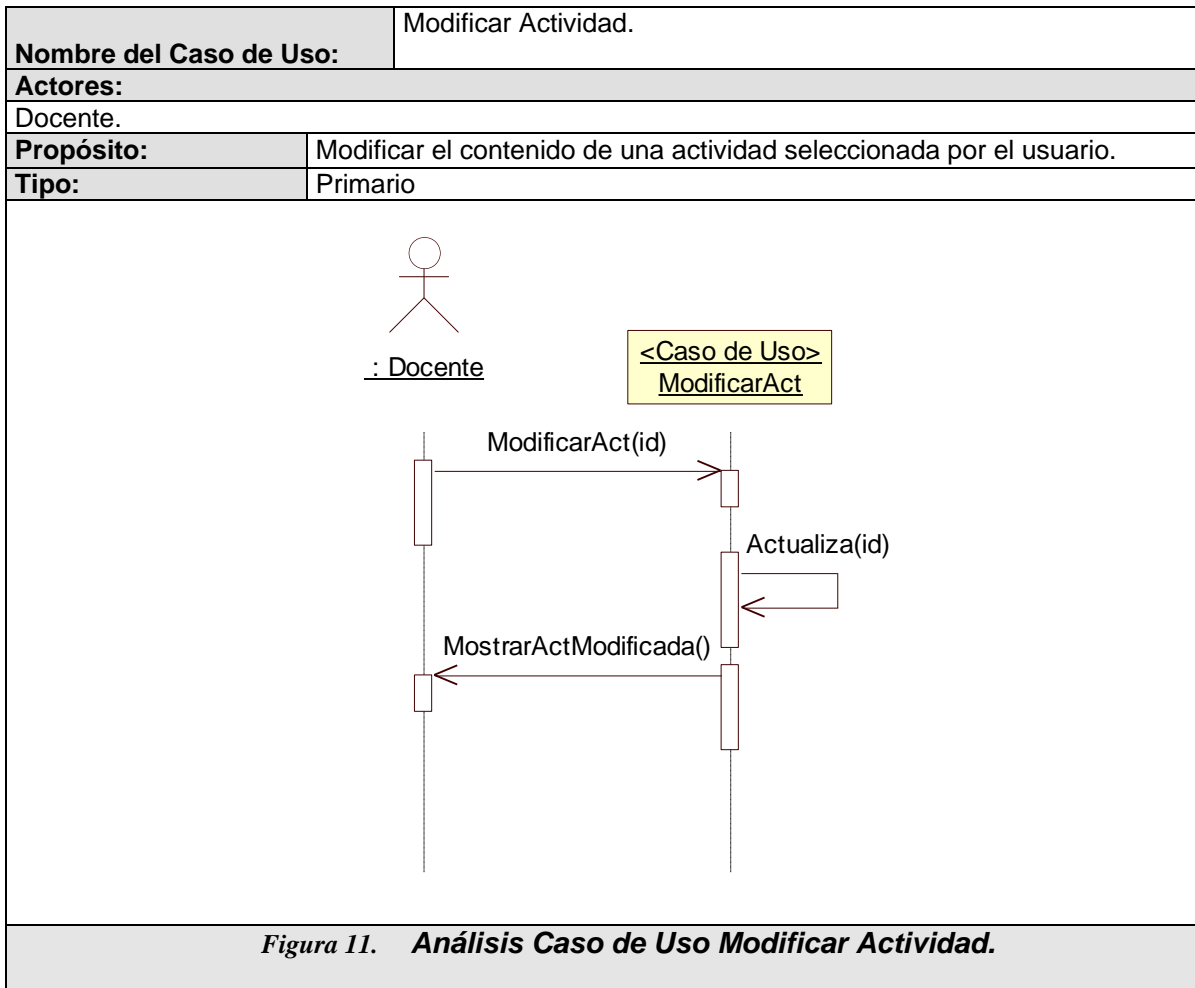 Modificar Actividad.
Nombre del Caso de Uso:
Actores:
Docente.
Propósito: Modificar el contenido de una actividad seleccionada por el usuario.
Tipo: Primario
: Docente
<Caso de Uso>
ModificarAct
ModificarAct(id)
Actualiza(id)
MostrarActModificada()
Figura 11. Análisis Caso de Uso Modificar Actividad.